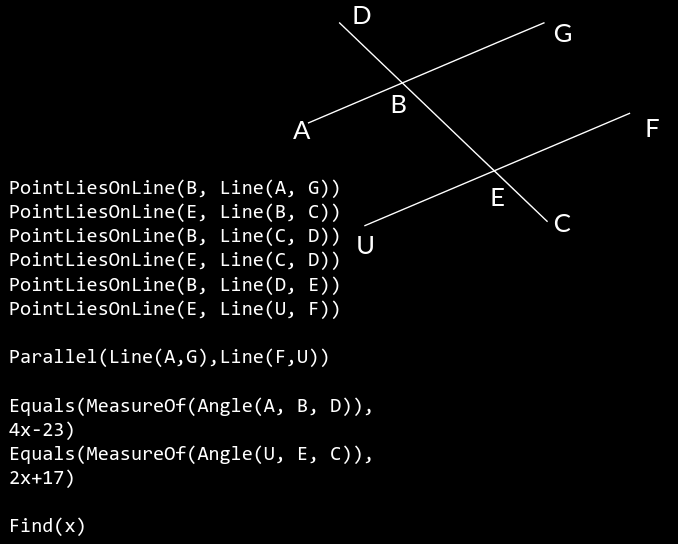 D
G
B
A
F
E
C
U
PointLiesOnLine(B, Line(A, G))
PointLiesOnLine(E, Line(B, C))
PointLiesOnLine(B, Line(C, D))
PointLiesOnLine(E, Line(C, D))
PointLiesOnLine(B, Line(D, E))
PointLiesOnLine(E, Line(U, F))
Parallel(Line(A,G),Line(F,U))
Equals(MeasureOf(Angle(A, B, D)),
4x-23)
Equals(MeasureOf(Angle(U, E, C)),
2x+17)
Find(x)